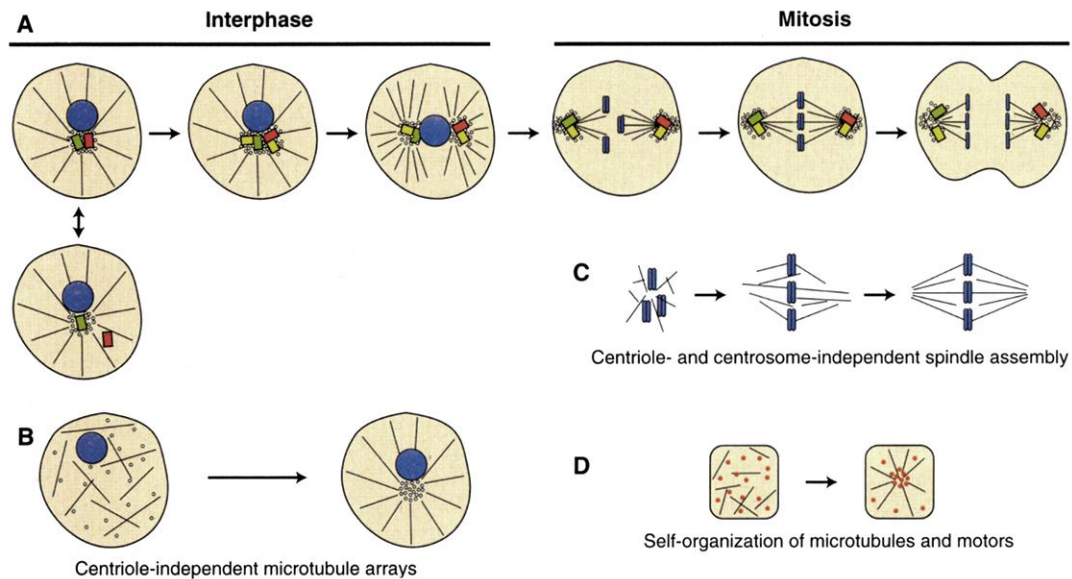 A
Interphase
Mitosis
C
Centriole- and centrosome-independent spindle assembly
B
Centriole-independent microtubule arrays
D
Self-organization of microtubules and motors